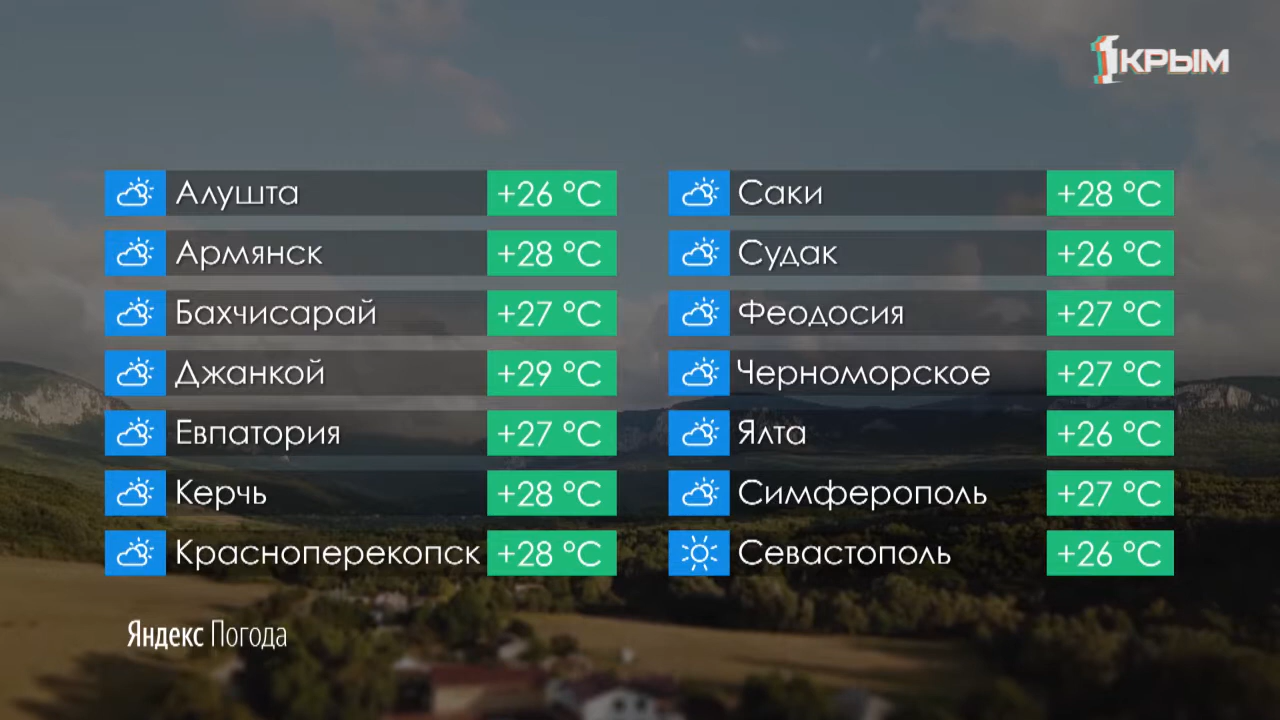 1КРЫМ
Алушта +26 °C
Армянск +28 °C
Бахчисарай +27 °C
Джанкой +29 °C
Евпатория +27 °C
Керчь +28 °C
Красноперекопск +28 °C
Саки +28 °C
Судак +26 °C
Феодосия +27 °C
Черноморское +27 °C
Ялта +26 °C
Симферополь +27 °C
Севастополь +26 °C
Яндекс Погода